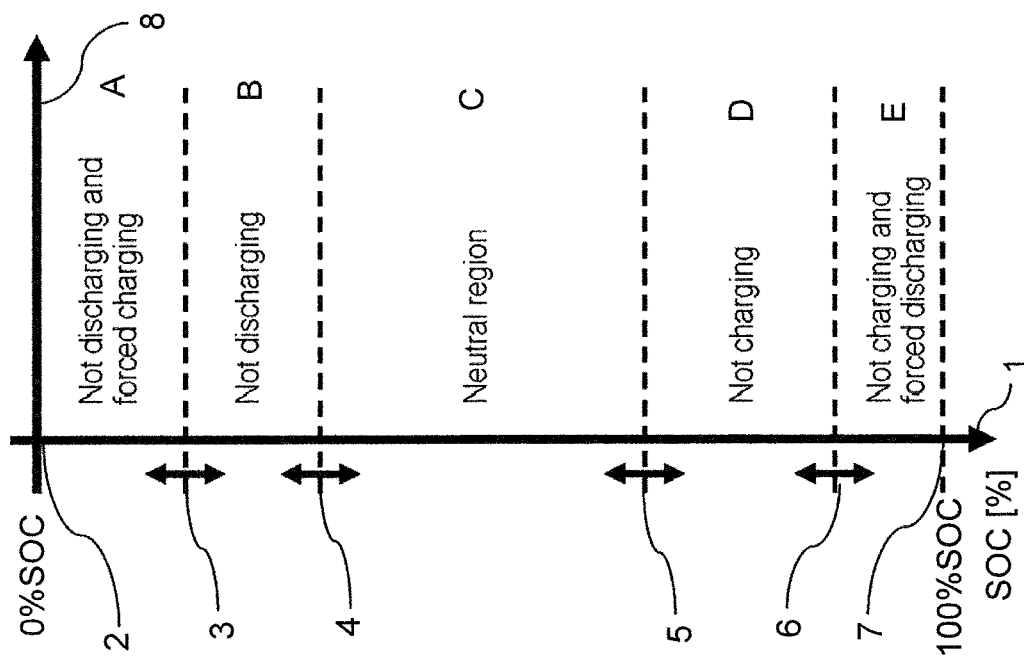 0%SOC
2
Not discharging and
forced charging
A
8
3
Not discharging
B
4
Neutral region
C
5
Not charging
D
6
Not charging and
forced discharging
E
7
100%SOC
SOC [%]
1